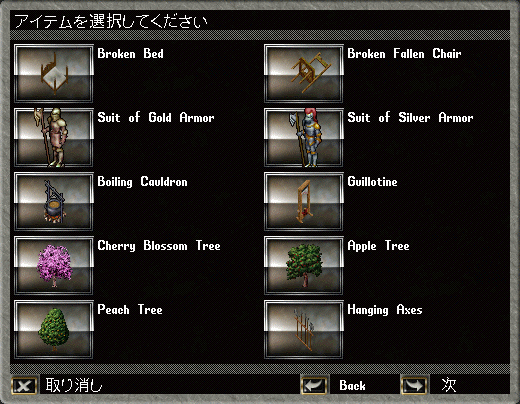 アイテムを選択してください
Broken Bed
Broken Fallen Chair
Suit of Gold Armor
Suit of Silver Armor
Boiling Cauldron
Guillotine
Cherry Blossom Tree
Apple Tree
Peach Tree
Hanging Axes
取り消し
Back
次